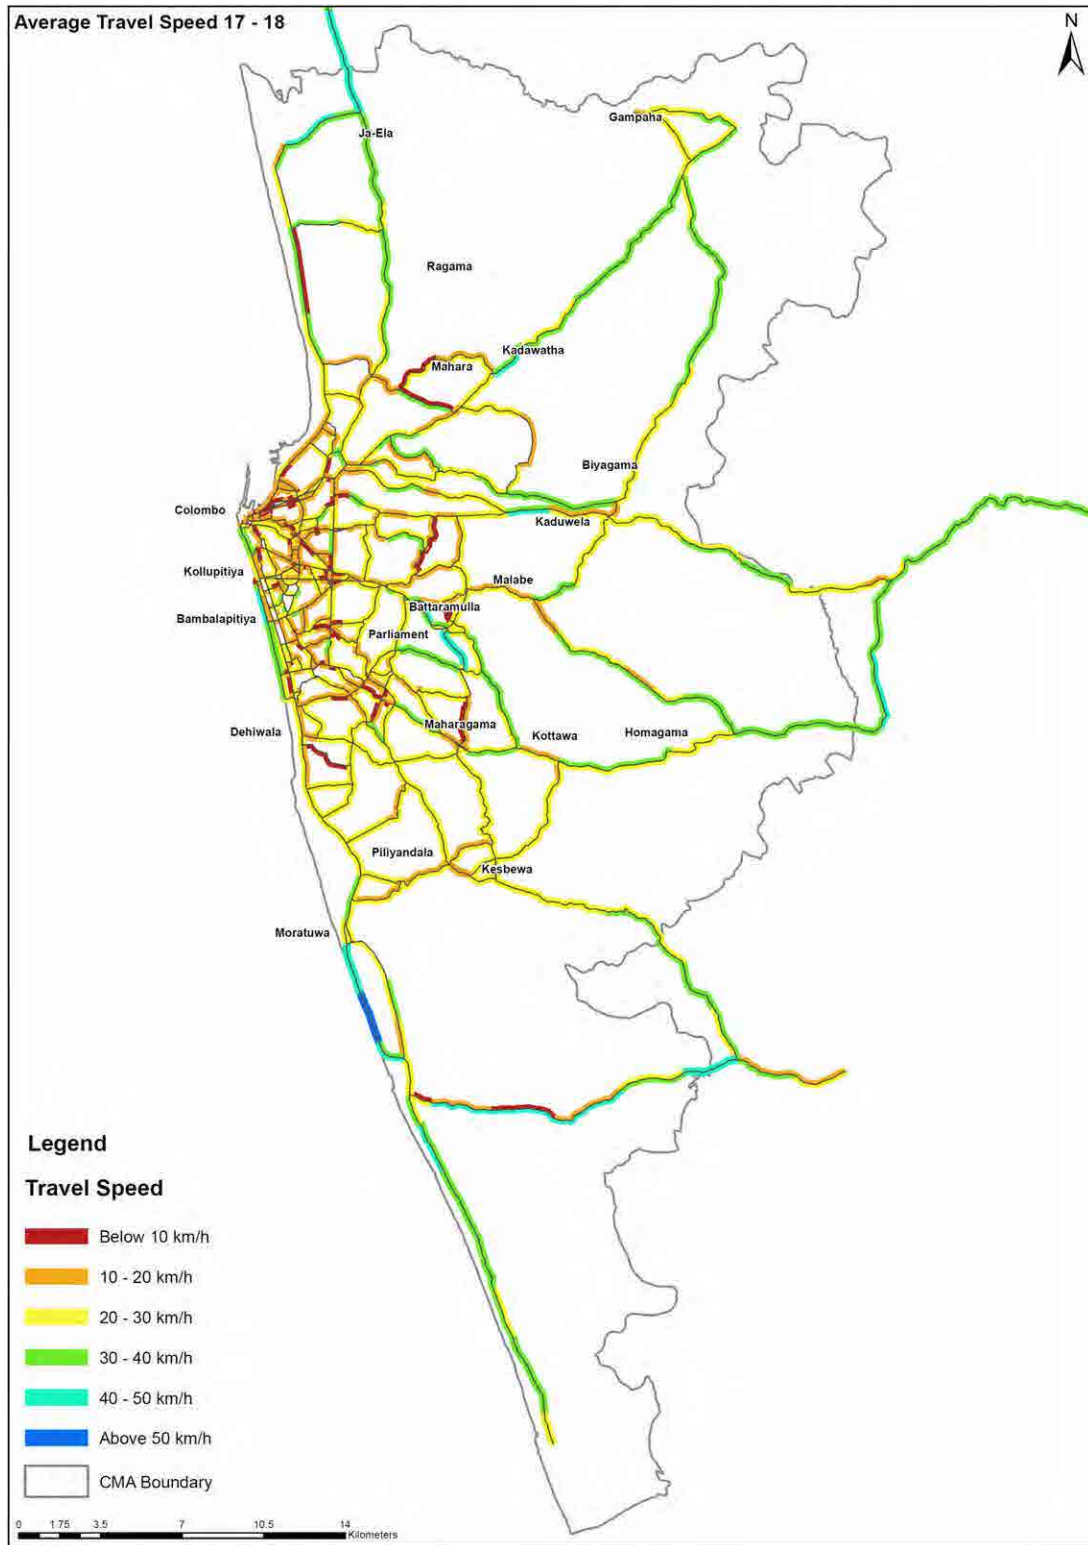 Average Travel Speed 17 - 18
N
Gampaha
Ja-Ela
Ragama
Kadawatha
Mahara
Biyagama
Colombo
Kaduwela
Kollupitiya
Malabe
Battaramulla
Bambalapitiya
Parliament
Maharagama
Dehiwala
Kottawa
Homagama
Piliyandala
Kesbewa
Moratuwa
Legend
Travel Speed
Below 10 km/h
10 - 20 km/h
20 - 30 km/h
30 - 40 km/h
40 - 50 km/h
Above 50 km/h
CMA Boundary
0 1.75 3.5 7 10.5 14
Kilometers